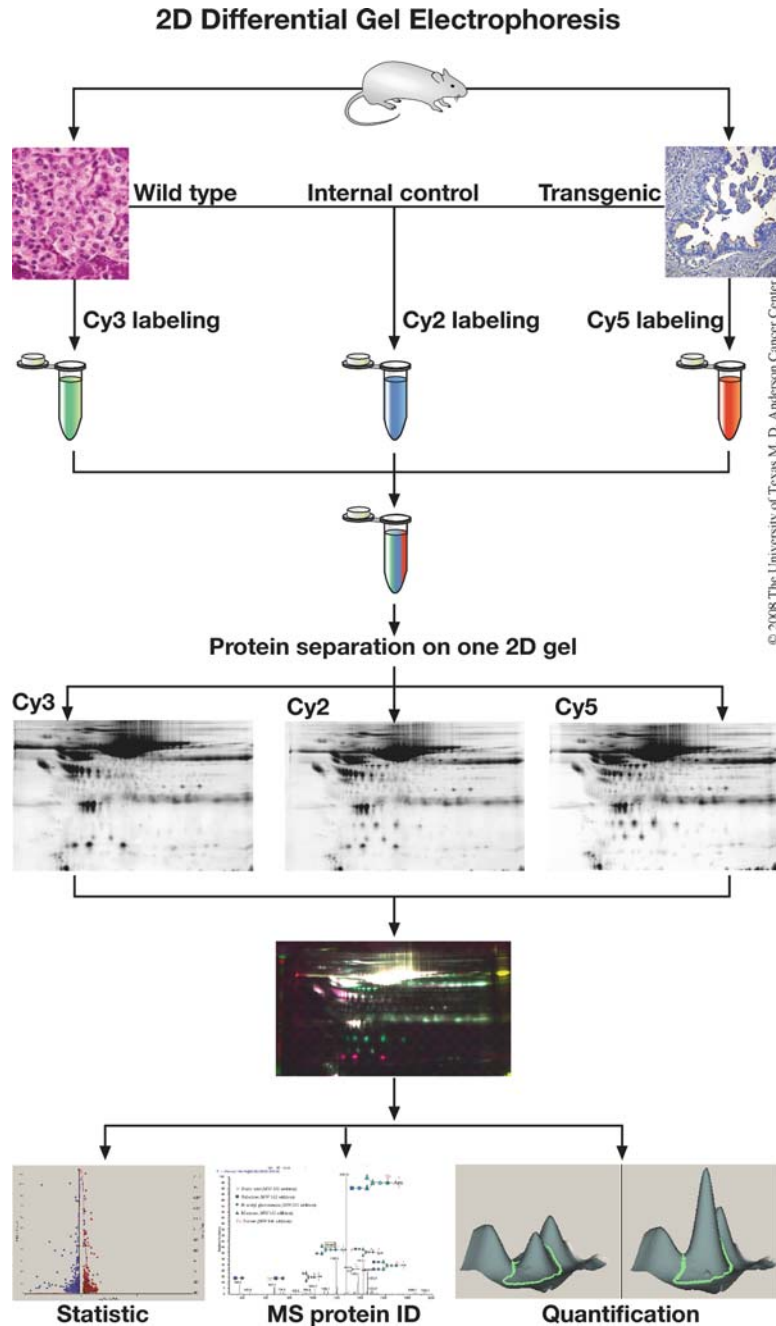 2D Differential Gel Electrophoresis
Wild type
Internal control
Transgenic
Cy3 labeling
Cy2 labeling
Cy5 labeling
© 2008 The University of Texas M. D. Anderson Cancer Center
Protein separation on one 2D gel
Cy3
Cy2
Cy5
Statistic
MS protein ID
Quantification